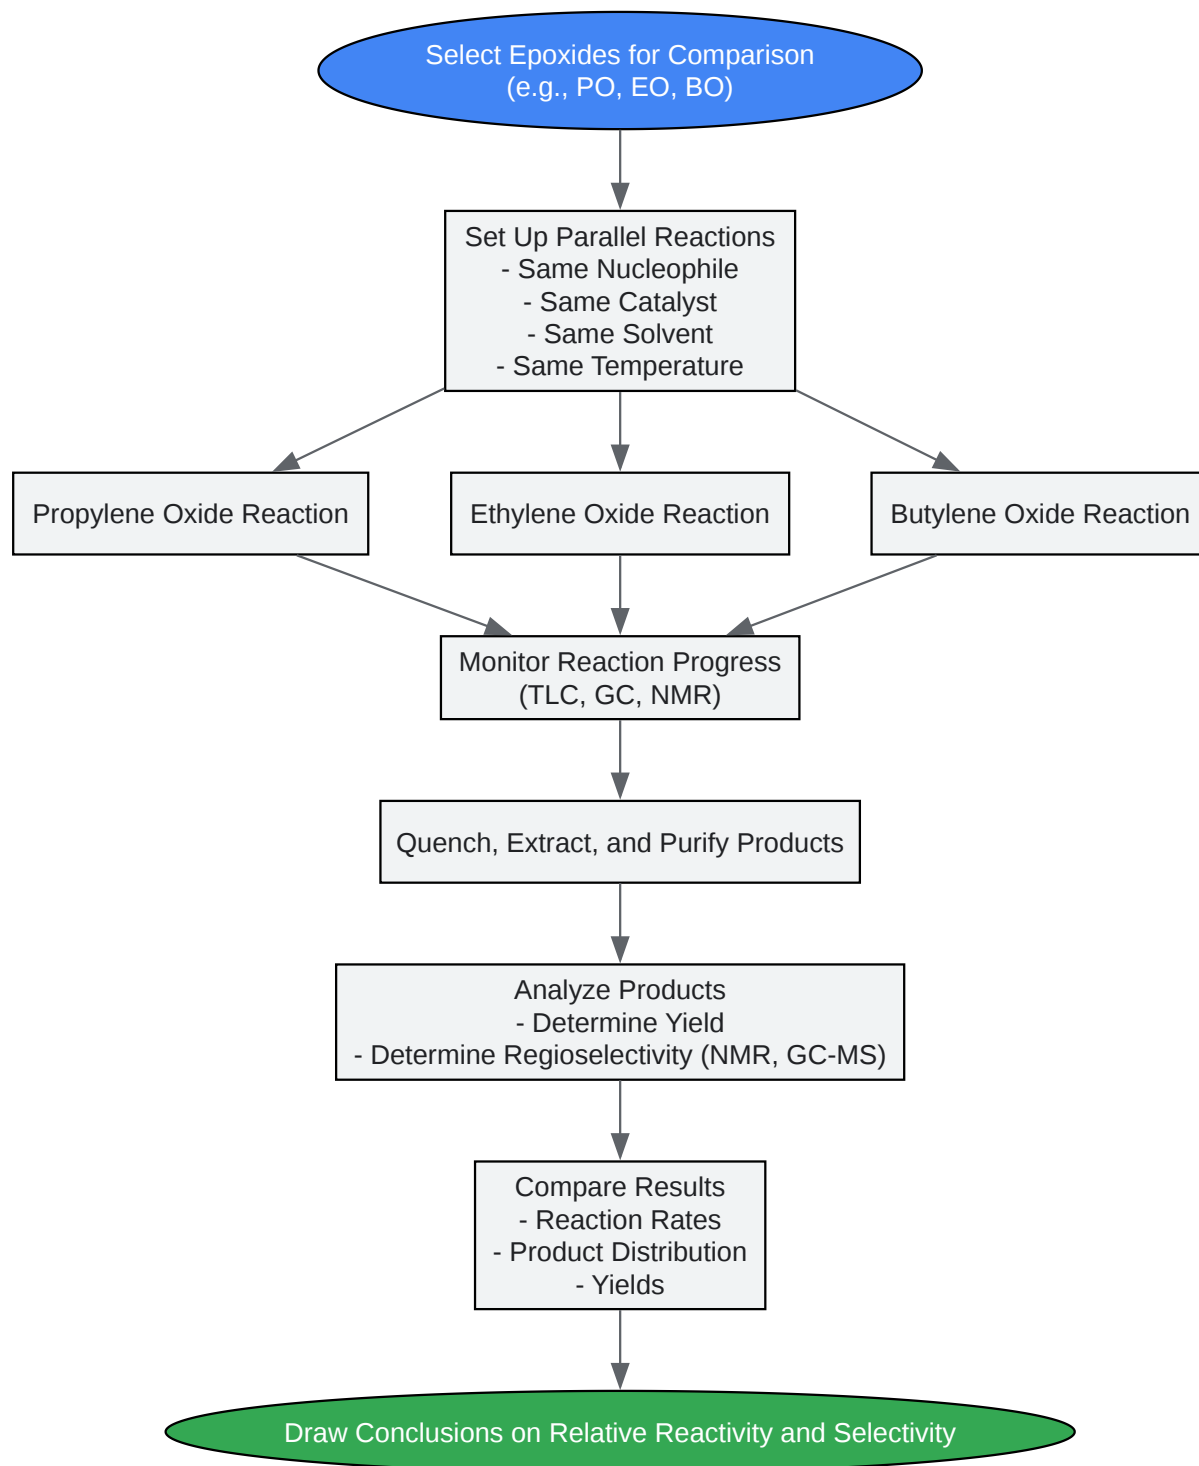 Select Epoxides for Comparison
(e.g., PO, EO, BO)
Set Up Parallel Reactions
- Same Nucleophile
- Same Catalyst
- Same Solvent
- Same Temperature
Propylene Oxide Reaction
Ethylene Oxide Reaction
Butylene Oxide Reaction
Monitor Reaction Progress
(TLC, GC, NMR)
Quench, Extract, and Purify Products
Analyze Products
- Determine Yield
- Determine Regioselectivity (NMR, GC-MS)
Compare Results
- Reaction Rates
- Product Distribution
- Yields
Draw Conclusions on Relative Reactivity and Selectivity